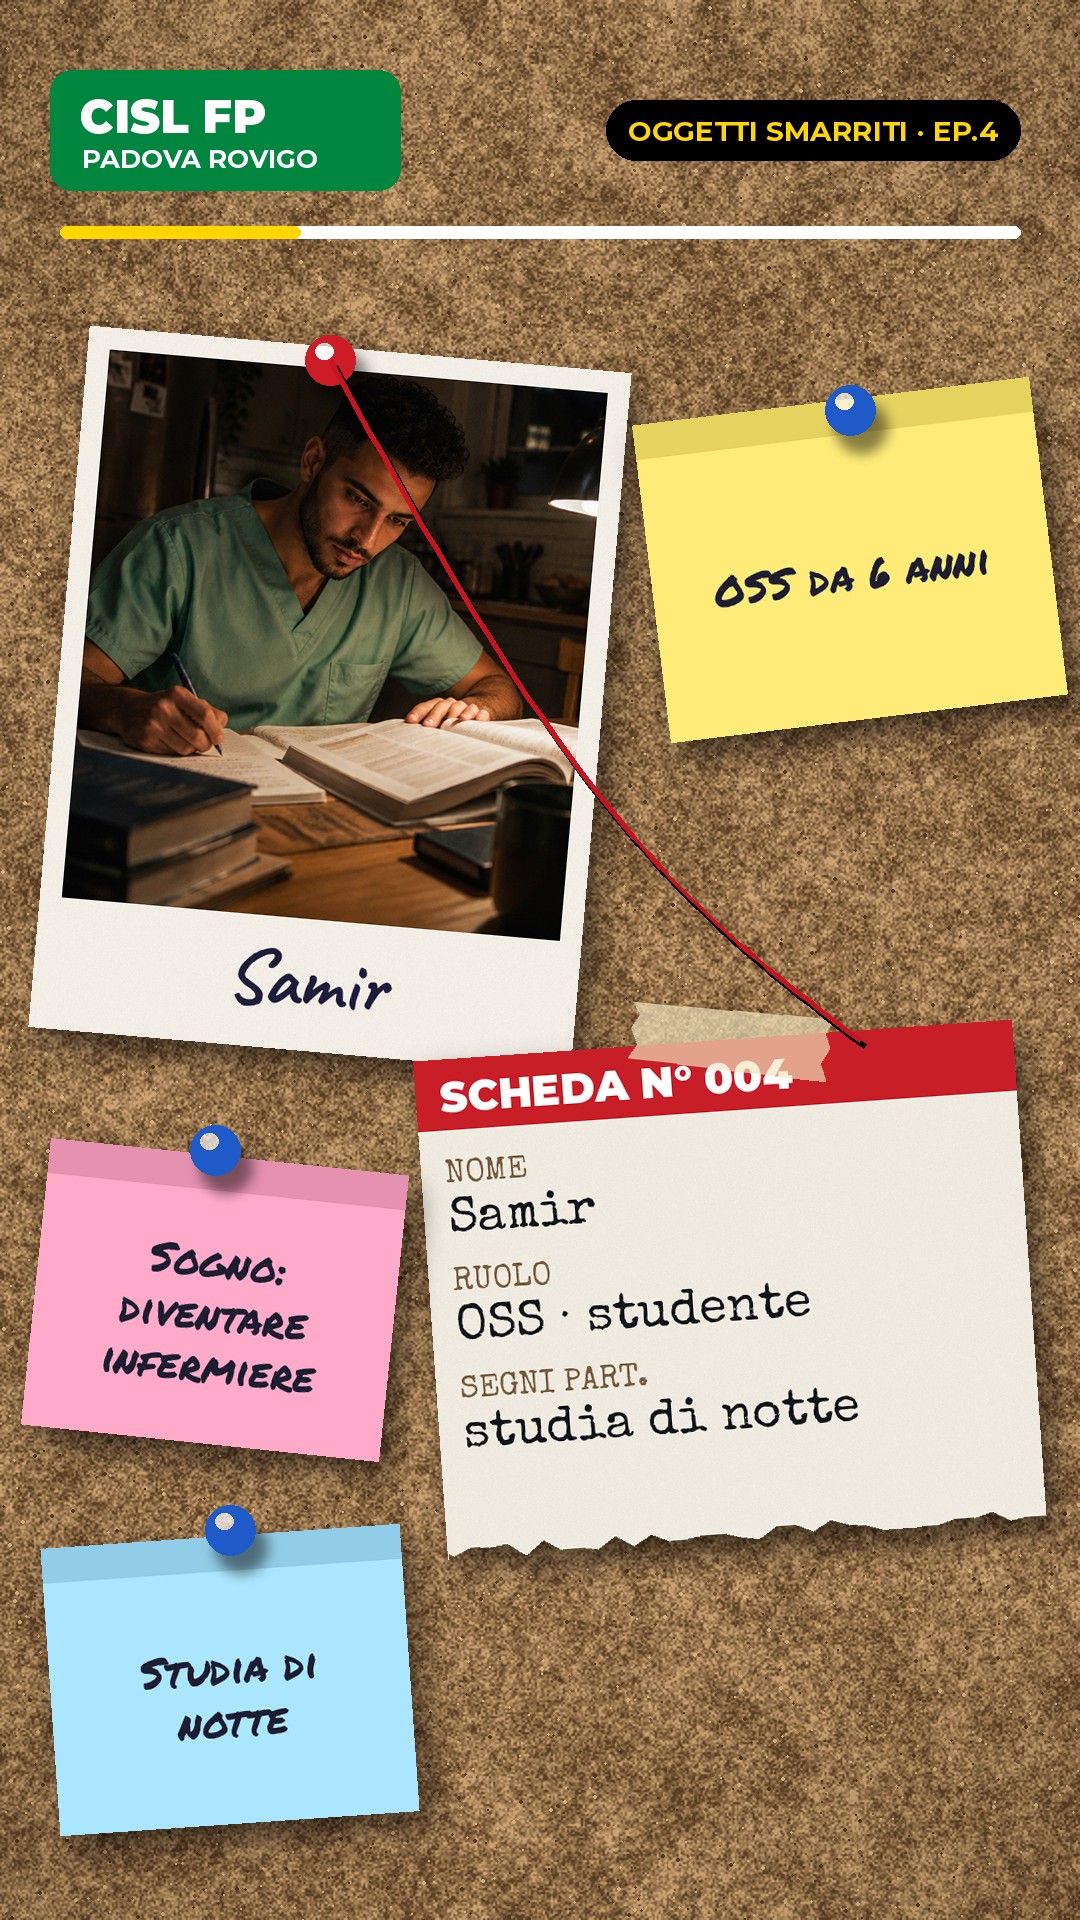 CISL FP
PADOVA ROVIGO
OGGETTI SMARRITI · EP.4
OSS DA 6 ANNI
Samir
SCHEDA N° 004
NOME
Samir
RUOLO
OSS · studente
SEGNI PART.
studia di notte
SOGNO:
DIVENTARE
INFERMIERE
STUDIA DI
NOTTE